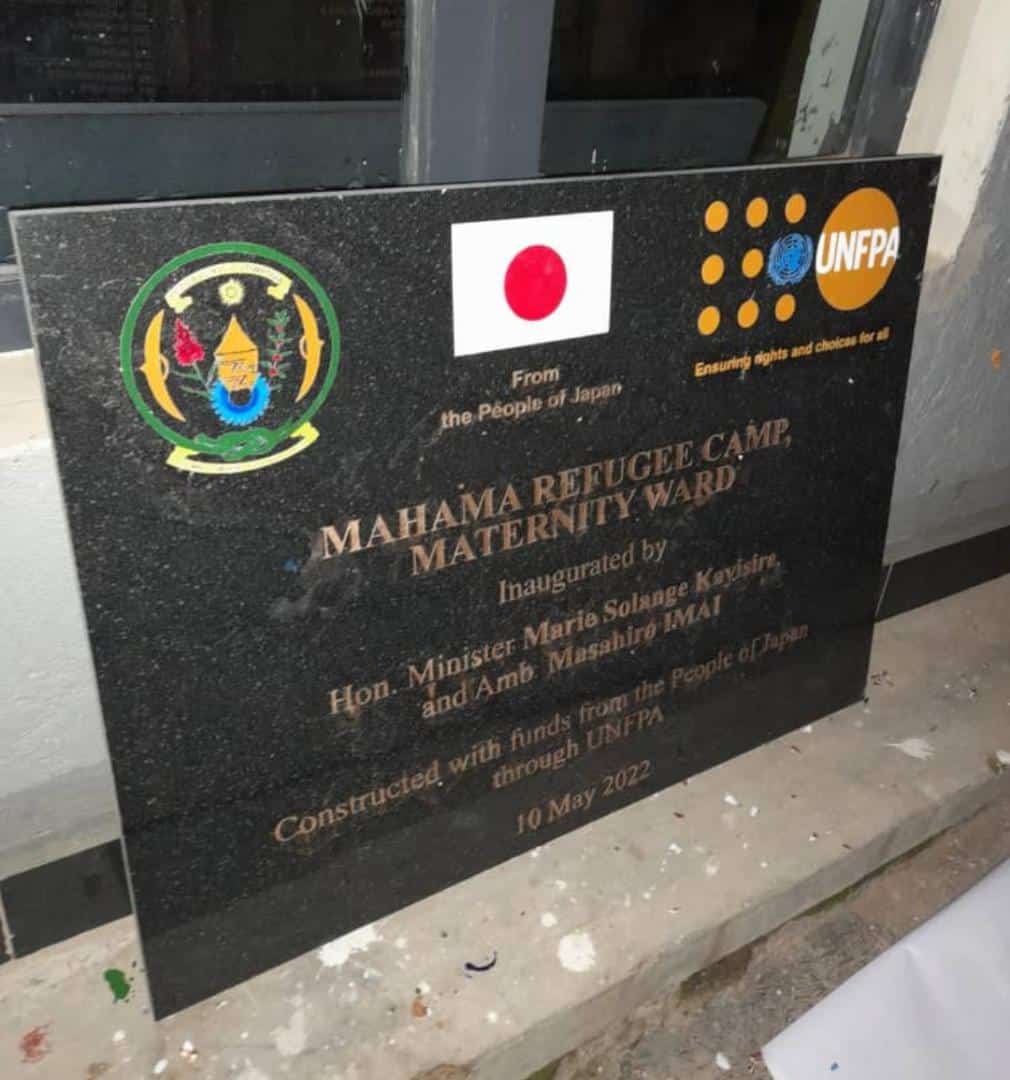 UNFPA
Ensuring rights and choices for all
From
the People of Japan
MAHAMA REFUGEE CAMP,
MATERNITY WARD
Inaugurated by
Hon. Minister Marie Solange Kayisire
and Amb. Masahiro IMAI
Constructed with funds from the People of Japan
through UNFPA
10 May 2022